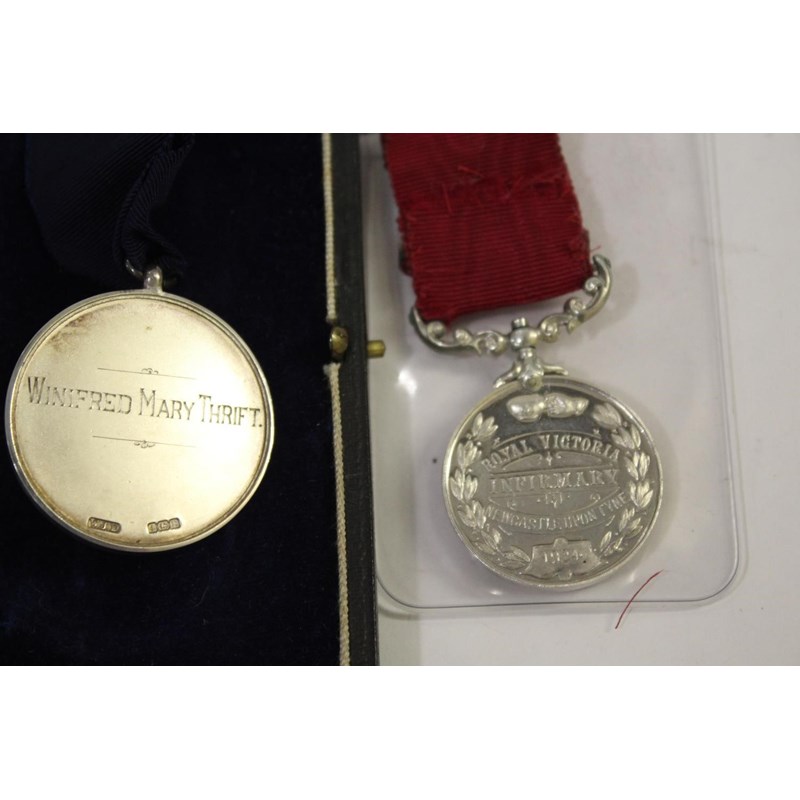 WINIFRED MARY THRIFT.
ROYAL VICTORIA
INFIRMARY
NEWCASTLE UPON TYNE